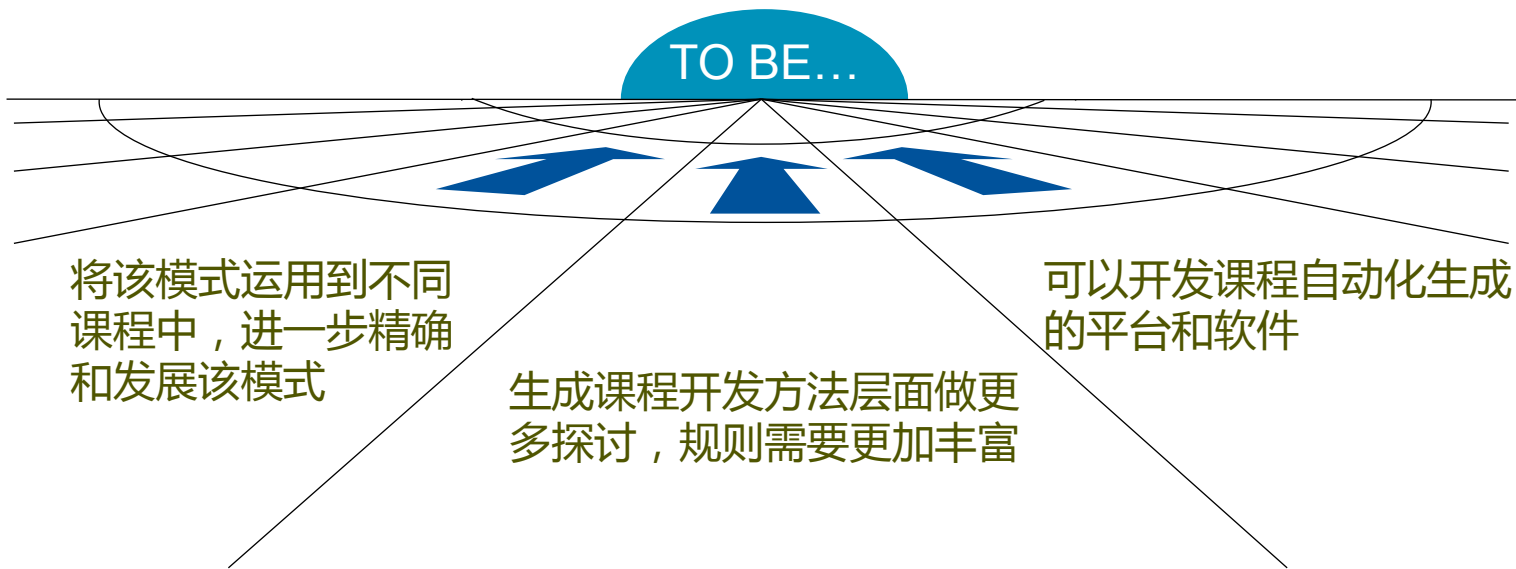 TO BE…
将该模式运用到不同
课程中，进一步精确
和发展该模式
生成课程开发方法层面做更
多探讨，规则需要更加丰富
可以开发课程自动化生成
的平台和软件